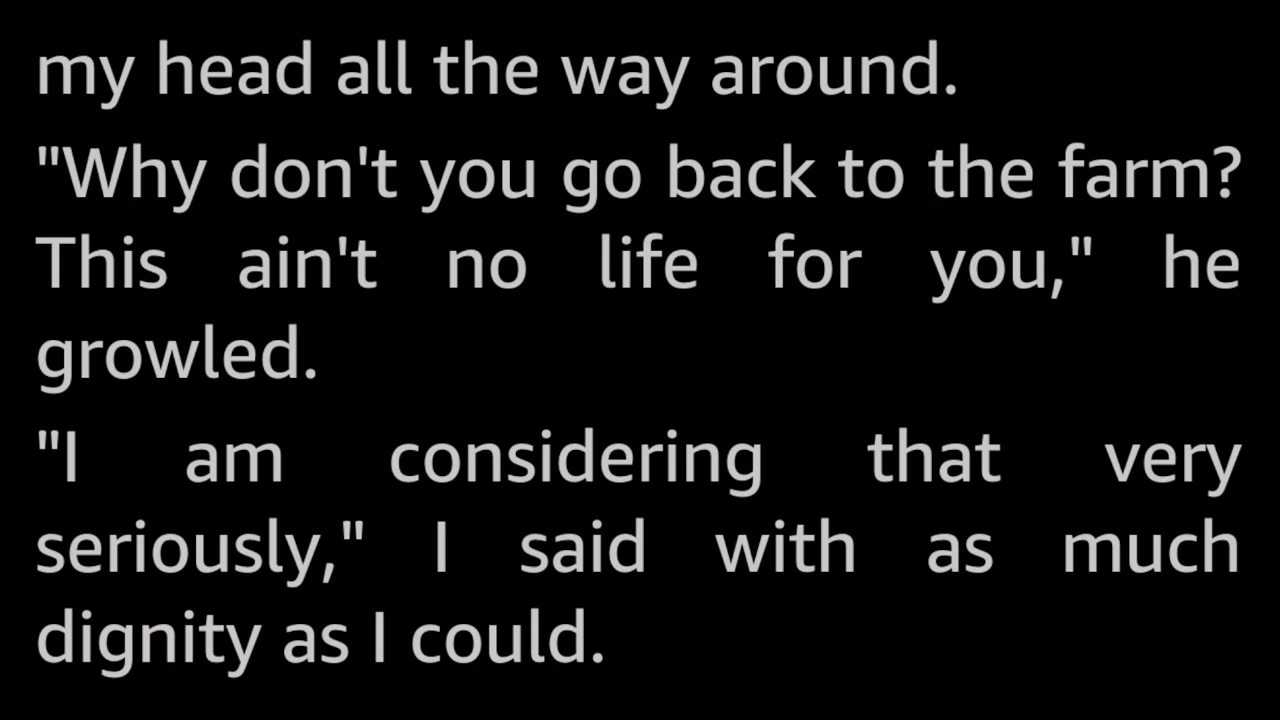 my head all the way around.
"Why don't you go back to the farm?
This ain't no life for you," he
growled.
"I am considering that very
seriously," I said with as much
dignity as I could.